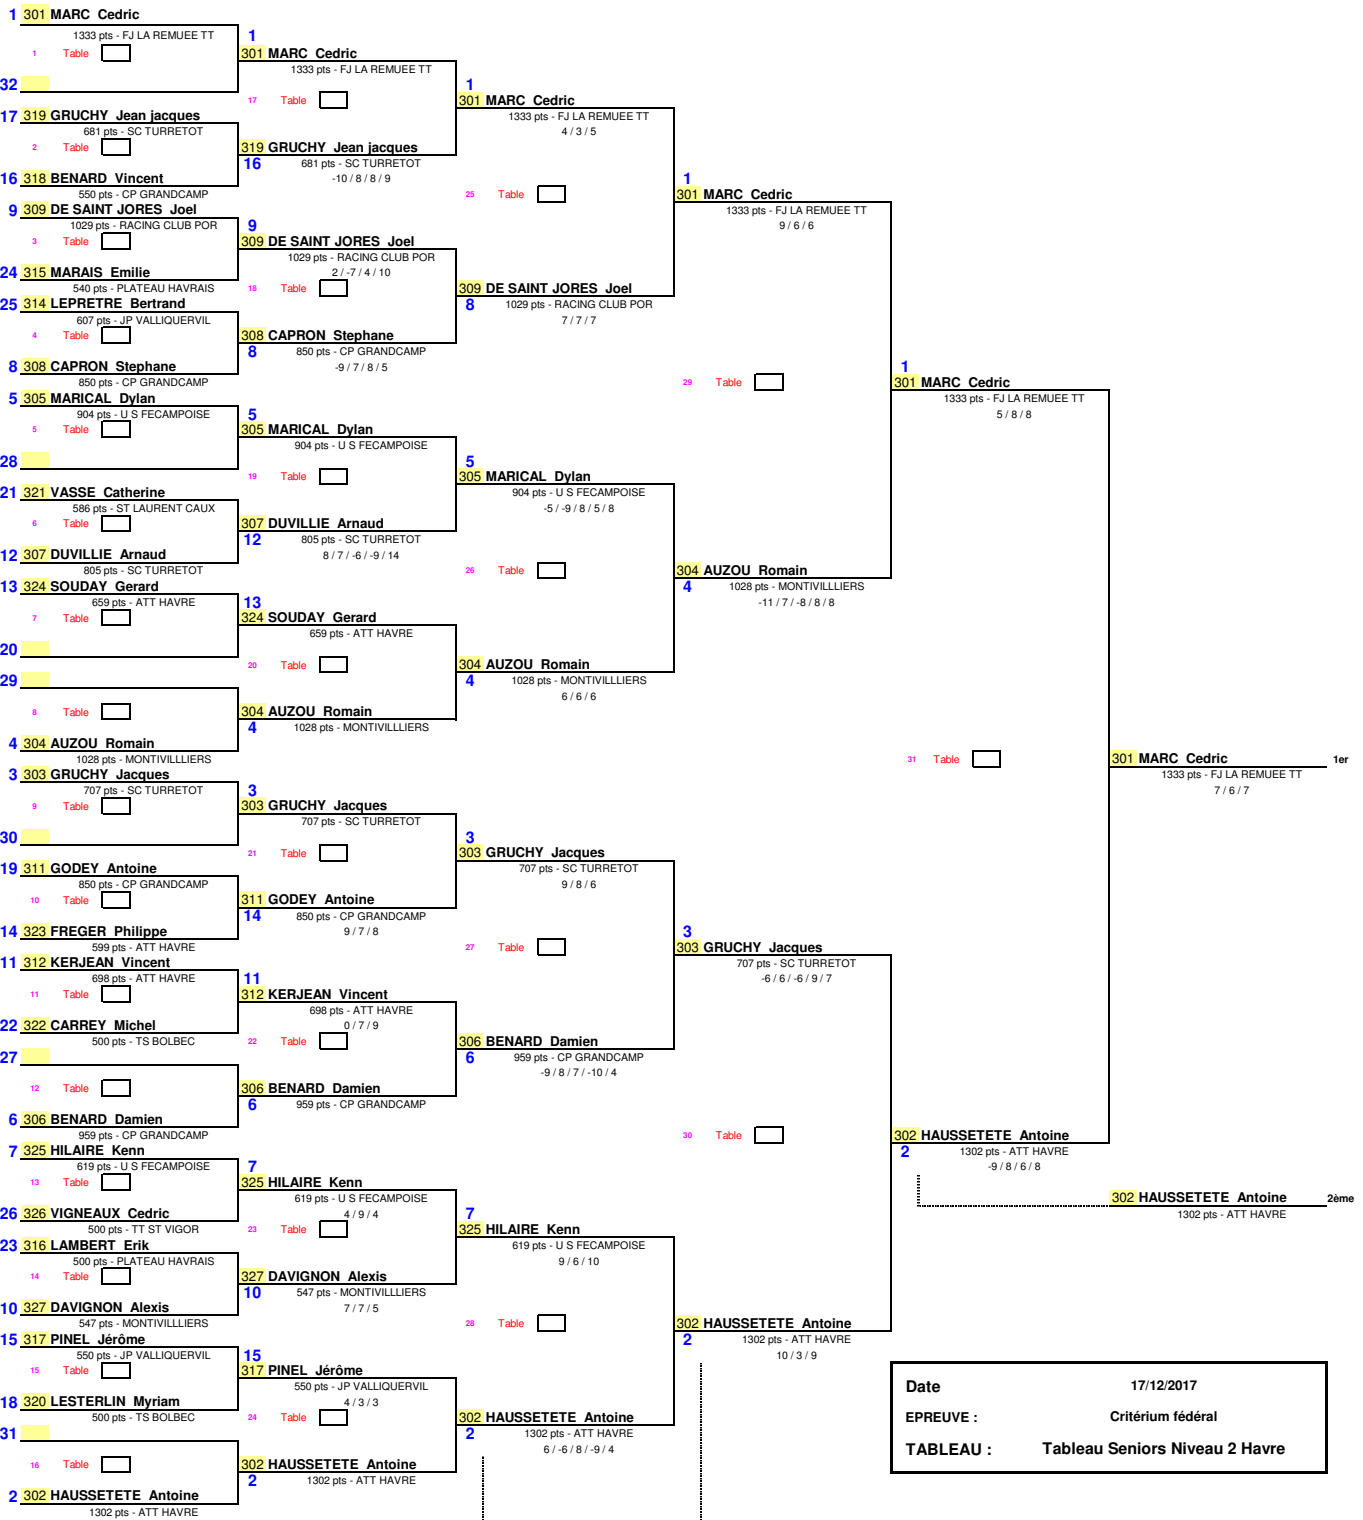 1 301 MARC Cedric
1333 pts - FJ LA REMUEE TT
1 Table
32
17 319 GRUCHY Jean jacques
681 pts - SC TURRETOT
2 Table
16 318 BENARD Vincent
550 pts - CP GRANDCAMP
9 309 DE SAINT JORES Joel
1029 pts - RACING CLUB POR
3 Table
24 315 MARAIS Emilie
540 pts - PLATEAU HAVRAIS
25 314 LEPRETRE Bertrand
607 pts - JP VALLIQUERVIL
4 Table
8 308 CAPRON Stephane
850 pts - CP GRANDCAMP
5 305 MARICAL Dylan
904 pts - U S FECAMPOISE
5 Table
28
21 321 VASSE Catherine
586 pts - ST LAURENT CAUX
6 Table
12 307 DUVILLIE Arnaud
805 pts - SC TURRETOT
13 324 SOUDAY Gerard
659 pts - ATT HAVRE
7 Table
20
29
8 Table
4 304 AUZOU Romain
1028 pts - MONTIVILLLIERS
3 303 GRUCHY Jacques
707 pts - SC TURRETOT
9 Table
30
19 311 GODEY Antoine
850 pts - CP GRANDCAMP
10 Table
14 323 FREGER Philippe
599 pts - ATT HAVRE
11 312 KERJEAN Vincent
698 pts - ATT HAVRE
11 Table
22 322 CARREY Michel
500 pts - TS BOLBEC
27
12 Table
6 306 BENARD Damien
959 pts - CP GRANDCAMP
7 325 HILAIRE Kenn
619 pts - U S FECAMPOISE
13 Table
26 326 VIGNEAUX Cedric
500 pts - TT ST VIGOR
23 316 LAMBERT Erik
500 pts - PLATEAU HAVRAIS
14 Table
10 327 DAVIGNON Alexis
547 pts - MONTIVILLLIERS
15 317 PINEL Jérôme
550 pts - JP VALLIQUERVIL
15 Table
18 320 LESTERLIN Myriam
500 pts - TS BOLBEC
31
16 Table
2 302 HAUSSETETE Antoine
1302 pts - ATT HAVRE
1
301 MARC Cedric
1333 pts - FJ LA REMUEE TT
17 Table
319 GRUCHY Jean jacques
16 681 pts - SC TURRETOT
-10 / 8 / 8 / 9
9
309 DE SAINT JORES Joel
1029 pts - RACING CLUB POR
2 / -7 / 4 / 10
18 Table
308 CAPRON Stephane
8 850 pts - CP GRANDCAMP
-9 / 7 / 8 / 5
5
305 MARICAL Dylan
904 pts - U S FECAMPOISE
19 Table
307 DUVILLIE Arnaud
12 805 pts - SC TURRETOT
8 / 7 / -6 / -9 / 14
13
324 SOUDAY Gerard
659 pts - ATT HAVRE
20 Table
304 AUZOU Romain
4 1028 pts - MONTIVILLLIERS
3
303 GRUCHY Jacques
707 pts - SC TURRETOT
21 Table
311 GODEY Antoine
14 850 pts - CP GRANDCAMP
9 / 7 / 8
11
312 KERJEAN Vincent
698 pts - ATT HAVRE
0 / 7 / 9
22 Table
306 BENARD Damien
6 959 pts - CP GRANDCAMP
7
325 HILAIRE Kenn
619 pts - U S FECAMPOISE
4 / 9 / 4
23 Table
327 DAVIGNON Alexis
10 547 pts - MONTIVILLLIERS
7 / 7 / 5
15
317 PINEL Jérôme
550 pts - JP VALLIQUERVIL
4 / 3 / 3
24 Table
302 HAUSSETETE Antoine
2 1302 pts - ATT HAVRE
1
301 MARC Cedric
1333 pts - FJ LA REMUEE TT
4 / 3 / 5
25 Table
309 DE SAINT JORES Joel
8 1029 pts - RACING CLUB POR
7 / 7 / 7
5
305 MARICAL Dylan
904 pts - U S FECAMPOISE
-5 / -9 / 8 / 5 / 8
26 Table
304 AUZOU Romain
4 1028 pts - MONTIVILLLIERS
6 / 6 / 6
3
303 GRUCHY Jacques
707 pts - SC TURRETOT
9 / 8 / 6
27 Table
306 BENARD Damien
6 959 pts - CP GRANDCAMP
-9 / 8 / 7 / -10 / 4
7
325 HILAIRE Kenn
619 pts - U S FECAMPOISE
9 / 6 / 10
28 Table
302 HAUSSETETE Antoine
2 1302 pts - ATT HAVRE
6 / -6 / 8 / -9 / 4
1
301 MARC Cedric
1333 pts - FJ LA REMUEE TT
9 / 6 / 6
29 Table
304 AUZOU Romain
4 1028 pts - MONTIVILLLIERS
-11 / 7 / -8 / 8 / 8
3
303 GRUCHY Jacques
707 pts - SC TURRETOT
-6 / 6 / -6 / 9 / 7
30 Table
302 HAUSSETETE Antoine
2 1302 pts - ATT HAVRE
10 / 3 / 9
1
301 MARC Cedric
1333 pts - FJ LA REMUEE TT
5 / 8 / 8
31 Table
302 HAUSSETETE Antoine
2 1302 pts - ATT HAVRE
-9 / 8 / 6 / 8
301 MARC Cedric 1er
1333 pts - FJ LA REMUEE TT
7 / 6 / 7
302 HAUSSETETE Antoine 2ème
1302 pts - ATT HAVRE
Date 17/12/2017
EPREUVE : Critérium fédéral
TABLEAU : Tableau Seniors Niveau 2 Havre